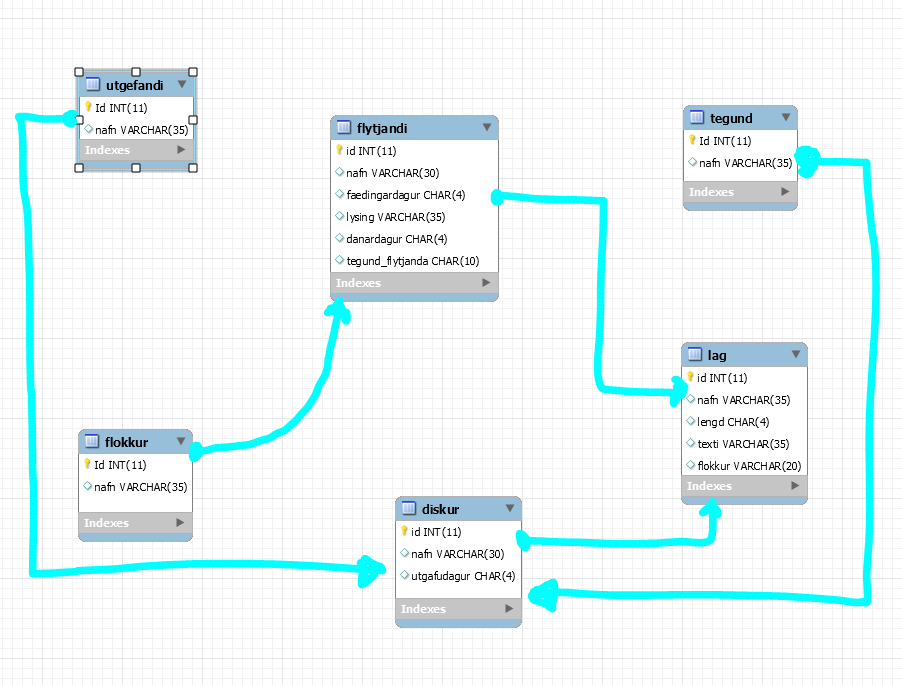 utgefandi
Id INT(11)
nafn VARCHAR(35)
Indexes
flytjandi
id INT(11)
nafn VARCHAR(30)
fædingardagur CHAR(4)
lysing VARCHAR(35)
danardagur CHAR(4)
tegund_flytjanda CHAR(10)
Indexes
tegund
Id INT(11)
nafn VARCHAR(35)
Indexes
lag
id INT(11)
nafn VARCHAR(35)
lengd CHAR(4)
texti VARCHAR(35)
flokkur VARCHAR(20)
Indexes
flokkur
Id INT(11)
nafn VARCHAR(35)
Indexes
diskur
id INT(11)
nafn VARCHAR(30)
utgafudagur CHAR(4)
Indexes